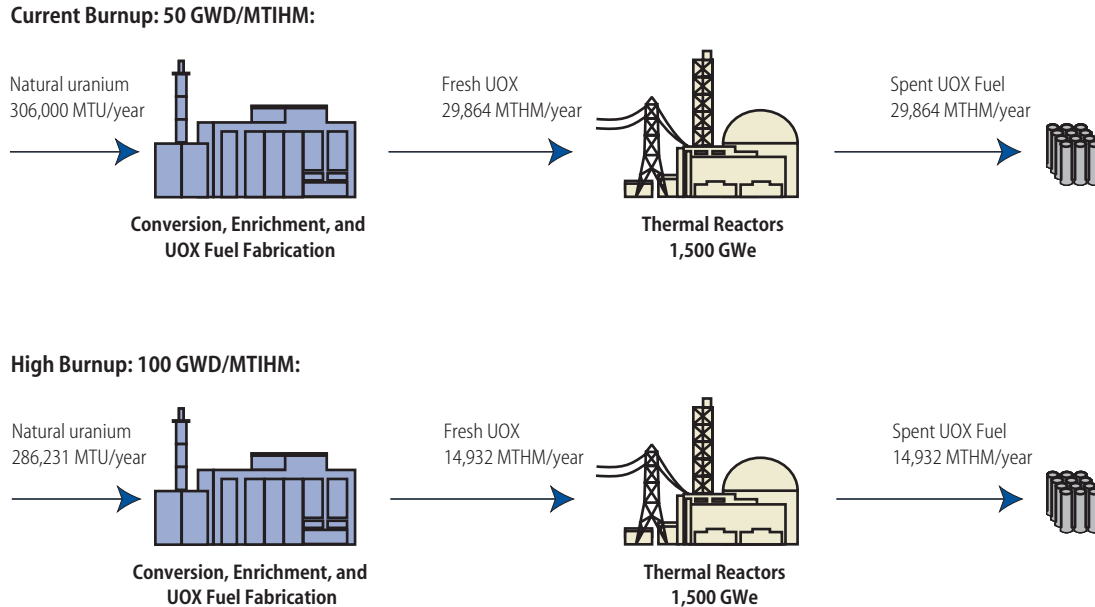 Current Burnup: 50 GWD/MTIHM:
Natural uranium
306,000 MTU/year
Fresh UOX
29,864 MTHM/year
Spent UOX Fuel
29,864 MTHM/year
Conversion, Enrichment, and
UOX Fuel Fabrication
Thermal Reactors
1,500 GWe
High Burnup: 100 GWD/MTIHM:
Natural uranium
286,231 MTU/year
Fresh UOX
14,932 MTHM/year
Spent UOX Fuel
14,932 MTHM/year
Conversion, Enrichment, and
UOX Fuel Fabrication
Thermal Reactors
1,500 GWe